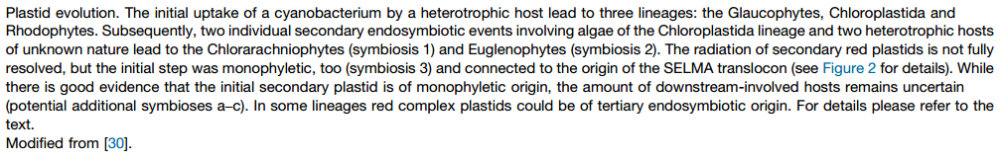 Plastid evolution. The initial uptake of a cyanobacterium by a heterotrophic host lead to three lineages: the Glaucophytes, Chloroplastida and
Rhodophytes. Subsequently, two individual secondary endosymbiotic events involving algae of the Chloroplastida lineage and two heterotrophic hosts
of unknown nature lead to the Chlorarachniophytes (symbiosis 1) and Euglenophytes (symbiosis 2). The radiation of secondary red plastids is not fully
resolved, but the initial step was monophyletic, too (symbiosis 3) and connected to the origin of the SELMA translocon (see Figure 2 for details). While
there is good evidence that the initial secondary plastid is of monophyletic origin, the amount of downstream-involved hosts remains uncertain
(potential additional symbioses a–c). In some lineages red complex plastids could be of tertiary endosymbiotic origin. For details please refer to the
text.
Modified from [30].